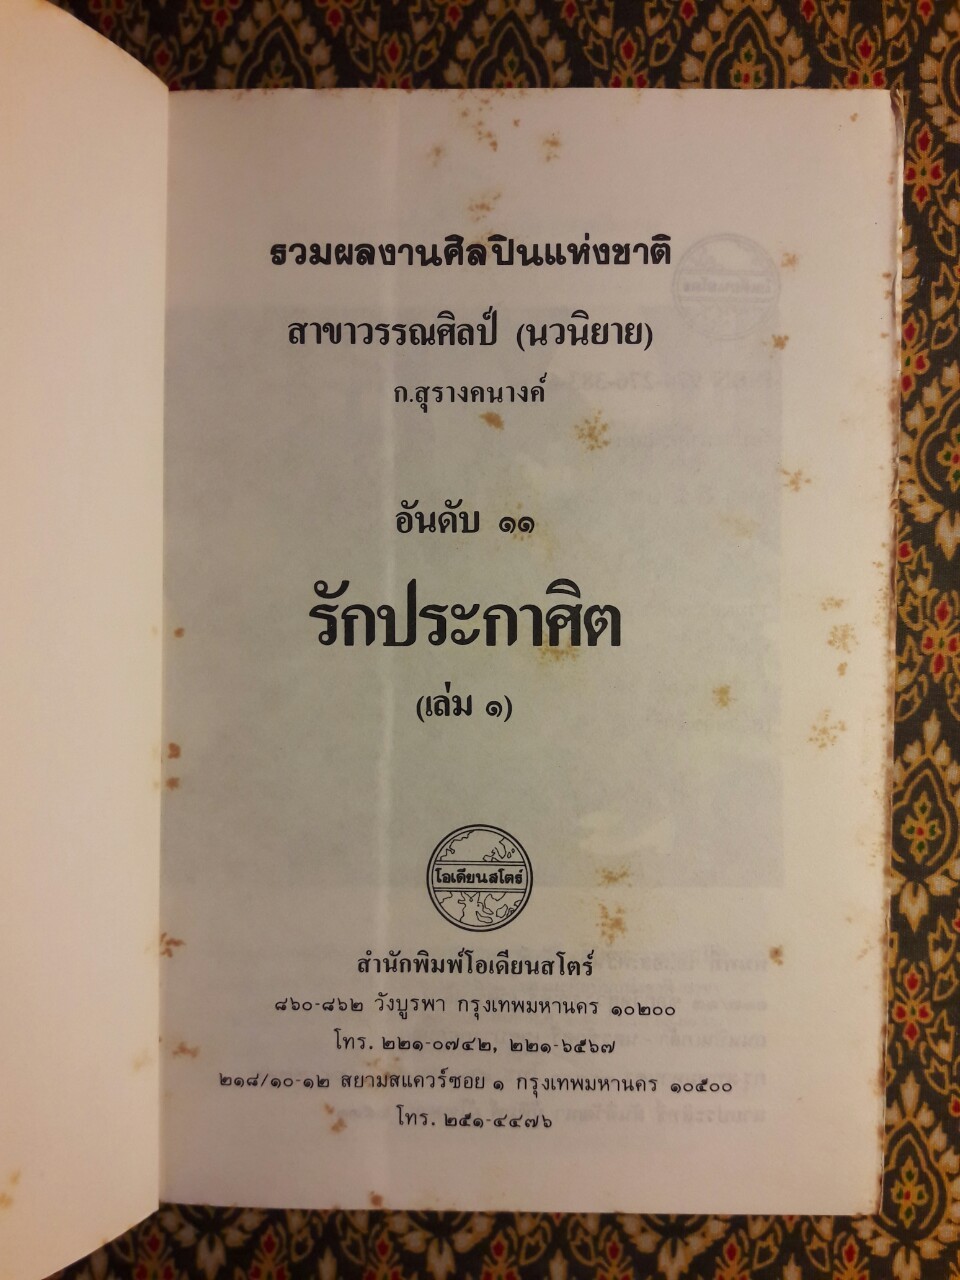 รวมผลงานศิลปินแห่งชาติ
สาขาวรรณศิลป์ (นวนิยาย)
ก.สุรางคนางค์
อันดับ ๑๑
รักประกาศิต
(เล่ม ๑)
โอเดียนสโตร์
สำนักพิมพ์โอเดียนสโตร์
๘๖๐-๘๖๒ วังบูรพา กรุงเทพมหานคร ๑๐๒๐๐
โทร. ๒๒๑-๐๗๔๒, ๒๒๑-๖๕๖๗
๒๑๘/๑๐-๑๒ สยามสแควร์ซอย ๑ กรุงเทพมหานคร ๑๐๕๐๐
โทร. ๒๕๑-๔๔๗๖